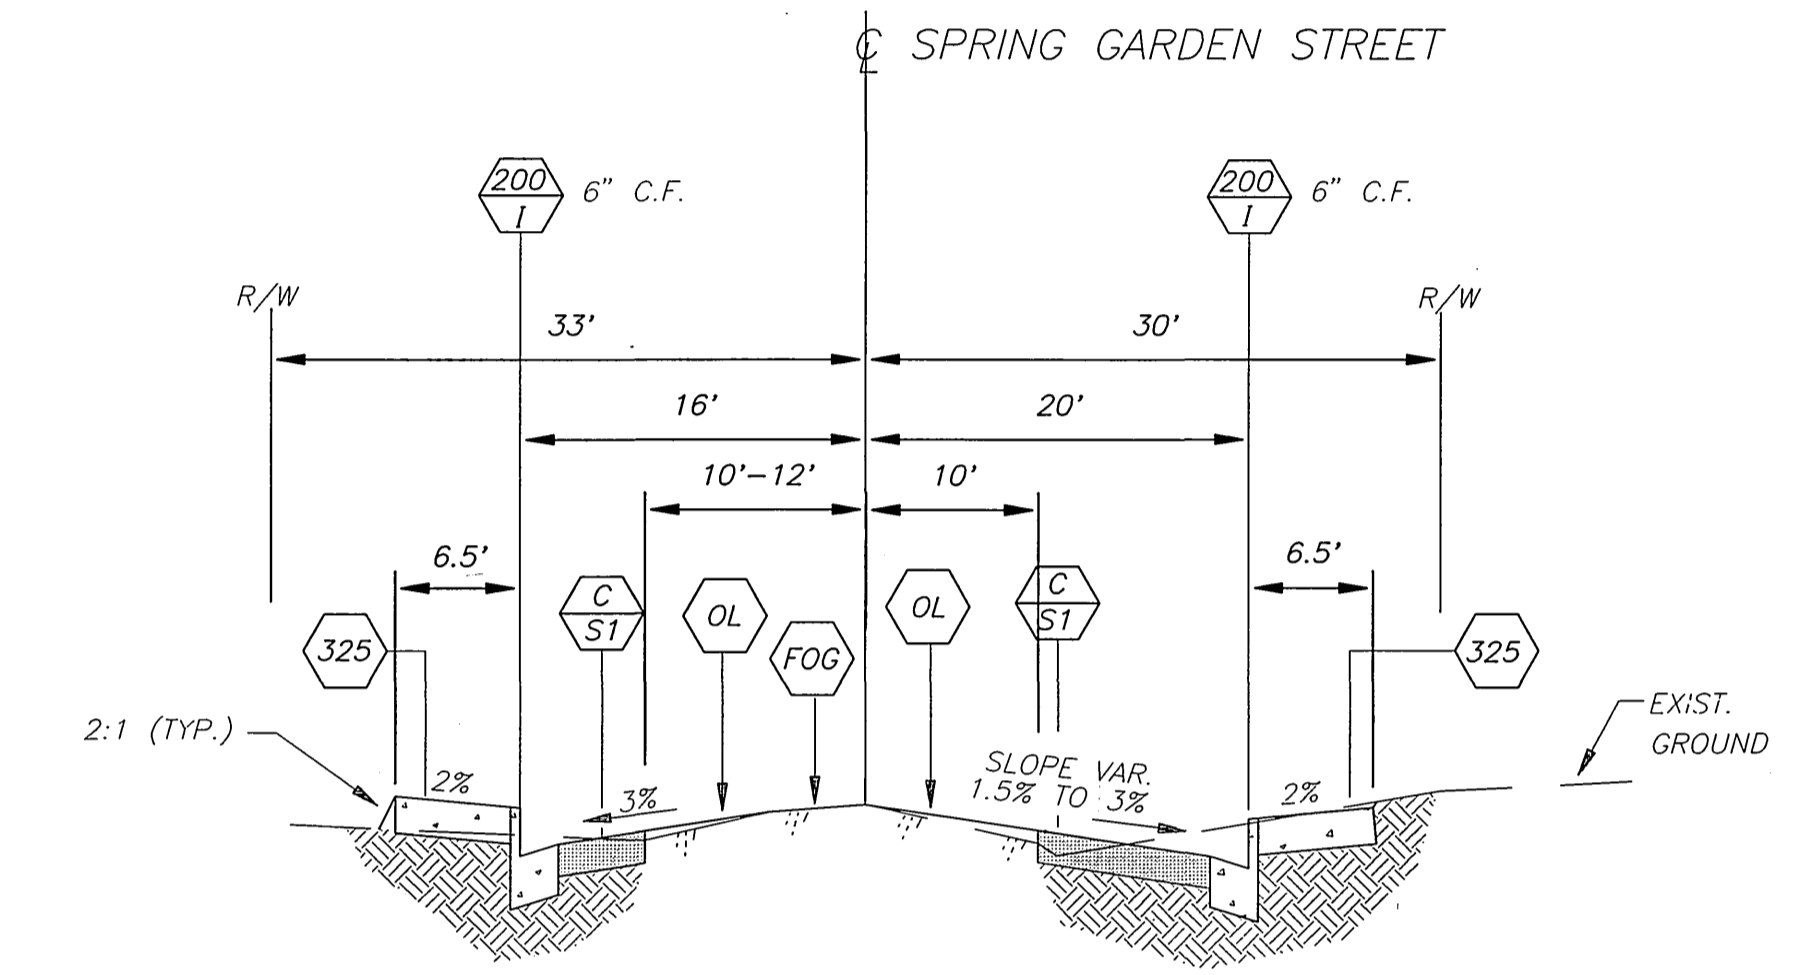 ℄ SPRING GARDEN STREET
200
I
6" C.F.
200
I
6" C.F.
R/W
R/W
33'
30'
16'
20'
10'-12'
10'
6.5'
6.5'
C
S1
OL
FOG
OL
C
S1
325
325
2:1 (TYP.)
EXIST.
GROUND
2%
3%
SLOPE VAR.
1.5% TO 3%
2%